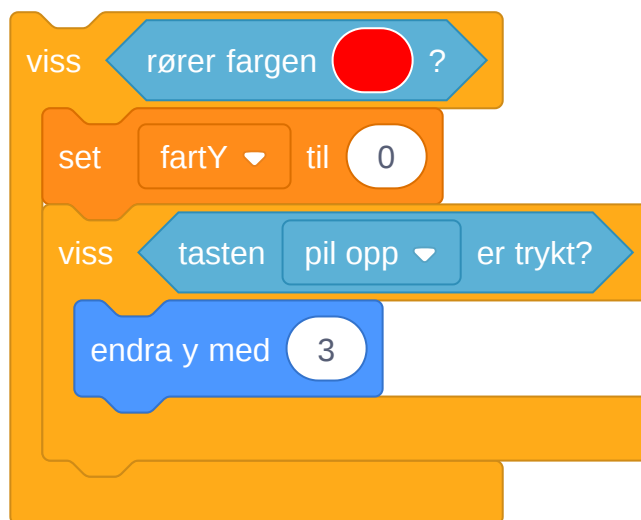 viss rører fargen ?
set fartY til 0
viss tasten pil opp er trykt?
endra y med 3